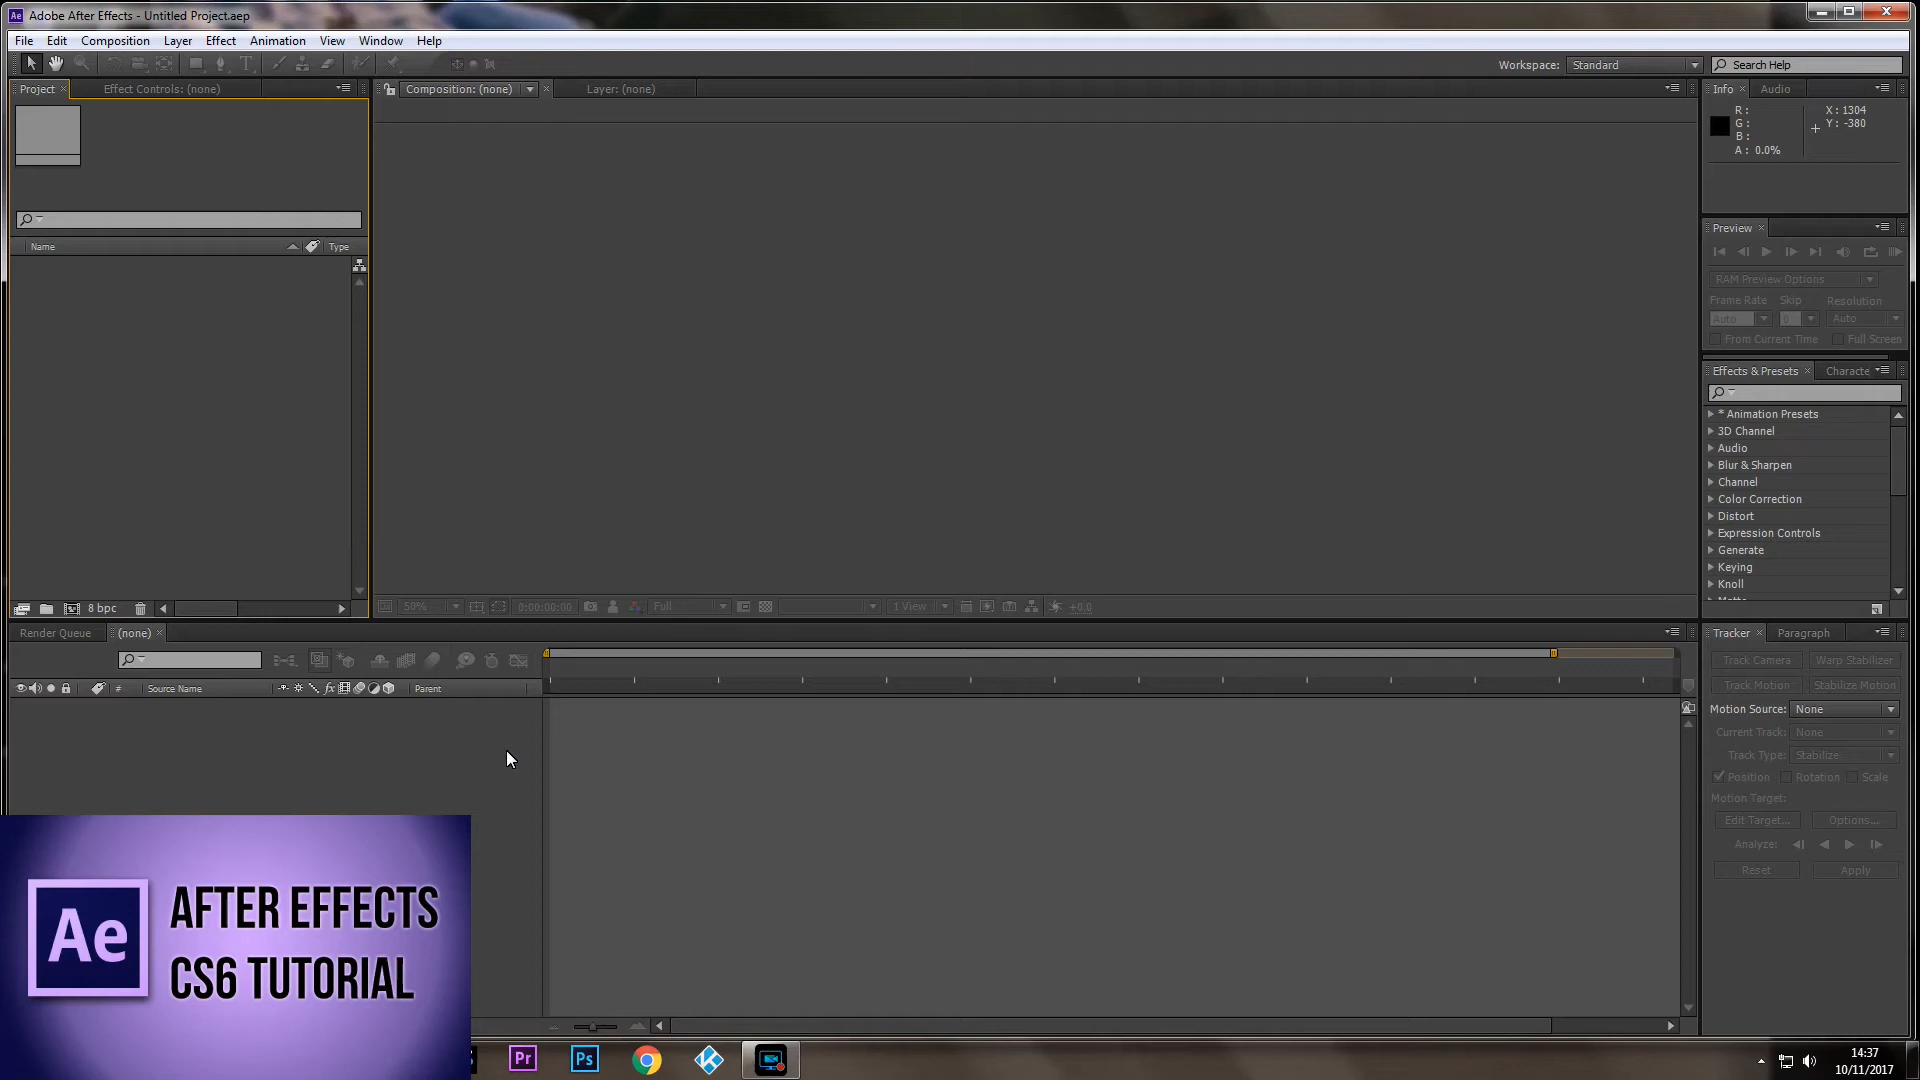 Ae Adobe After Effects - Untitled Project.aep
File Edit Composition Layer Effect Animation View Window Help
Workspace: Standard Search Help
Project Effect Controls: (none)
Composition: (none) Layer: (none)
Info Audio
R :
G :
B :
A : 0.0%
X : 1304
Y : -380
Name Type
8 bpc
Preview
RAM Preview Options
Frame Rate Skip Resolution
Auto 0 Auto
From Current Time Full Screen
Effects & Presets Characte
* Animation Presets
3D Channel
Audio
Blur & Sharpen
Channel
Color Correction
Distort
Expression Controls
Generate
Keying
Knoll
50% 0:00:00:00 Full 1 View +0.0
Render Queue (none)
# Source Name fx Parent
Tracker Paragraph
Track Camera Warp Stabilizer
Track Motion Stabilize Motion
Motion Source: None
Current Track: None
Track Type: Stabilize
Position Rotation Scale
Motion Target:
Edit Target... Options...
Analyze:
Reset Apply
Ae
AFTER EFFECTS
CS6 TUTORIAL
Pr Ps
14:37
10/11/2017